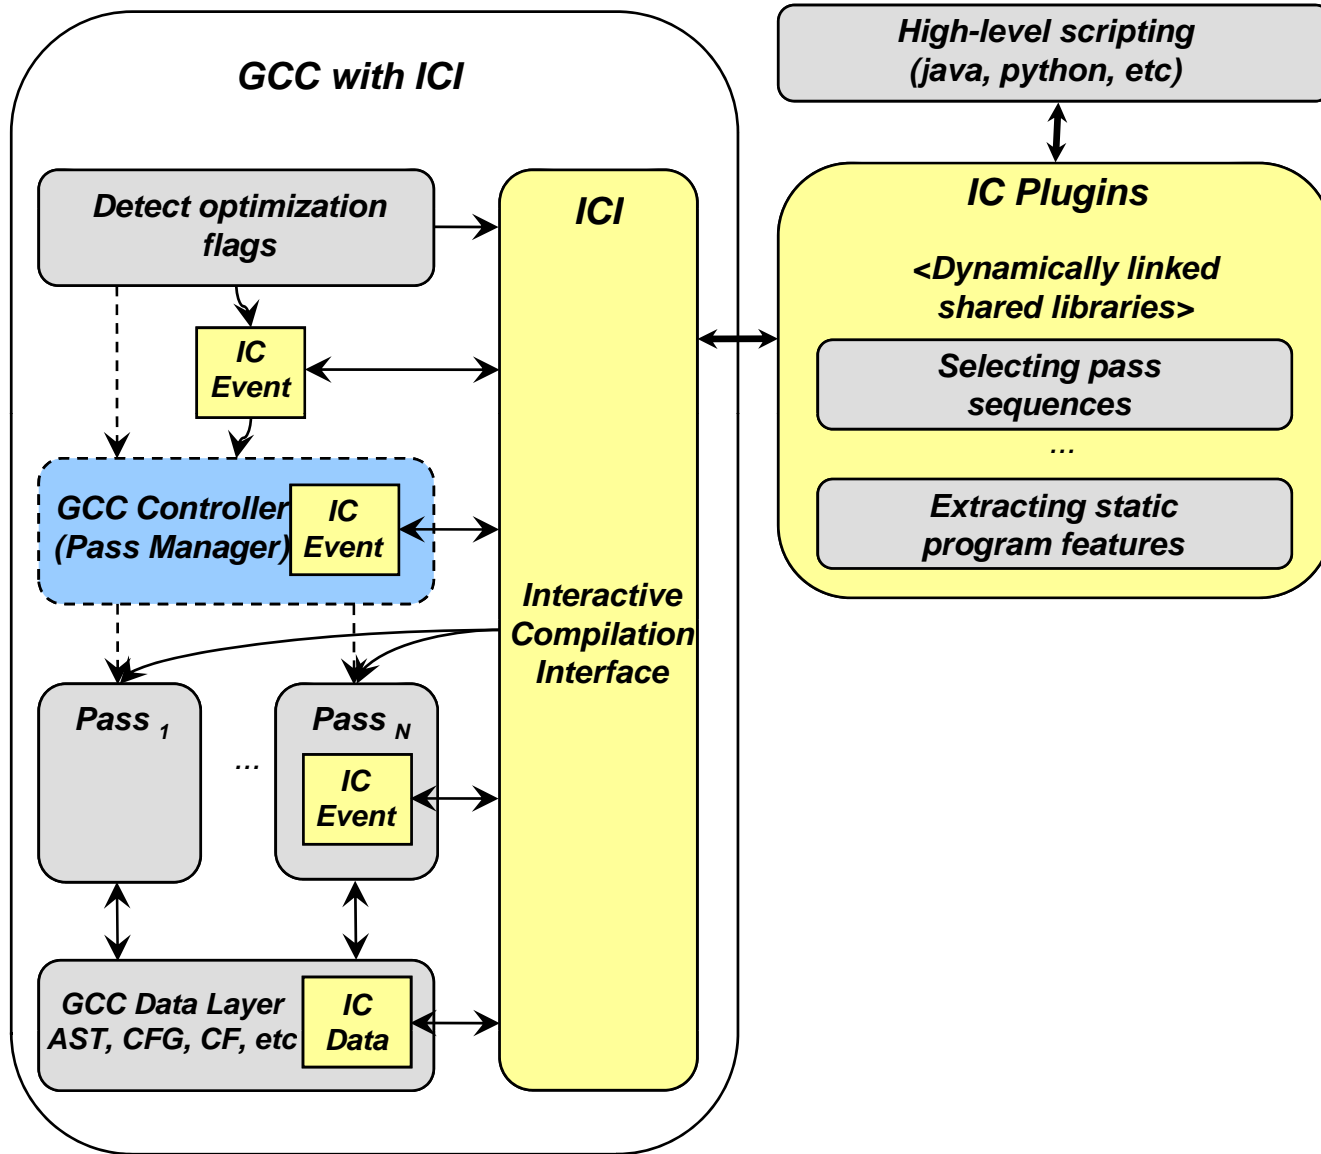 GCC with ICI
Detect optimization
flags
IC
Event
GCC Controller
(Pass Manager)
IC
Event
Pass 1
...
Pass N
IC
Event
GCC Data Layer
AST, CFG, CF, etc
IC
Data
ICI
Interactive
Compilation
Interface
High-level scripting
(java, python, etc)
IC Plugins
<Dynamically linked
shared libraries>
Selecting pass
sequences
...
Extracting static
program features